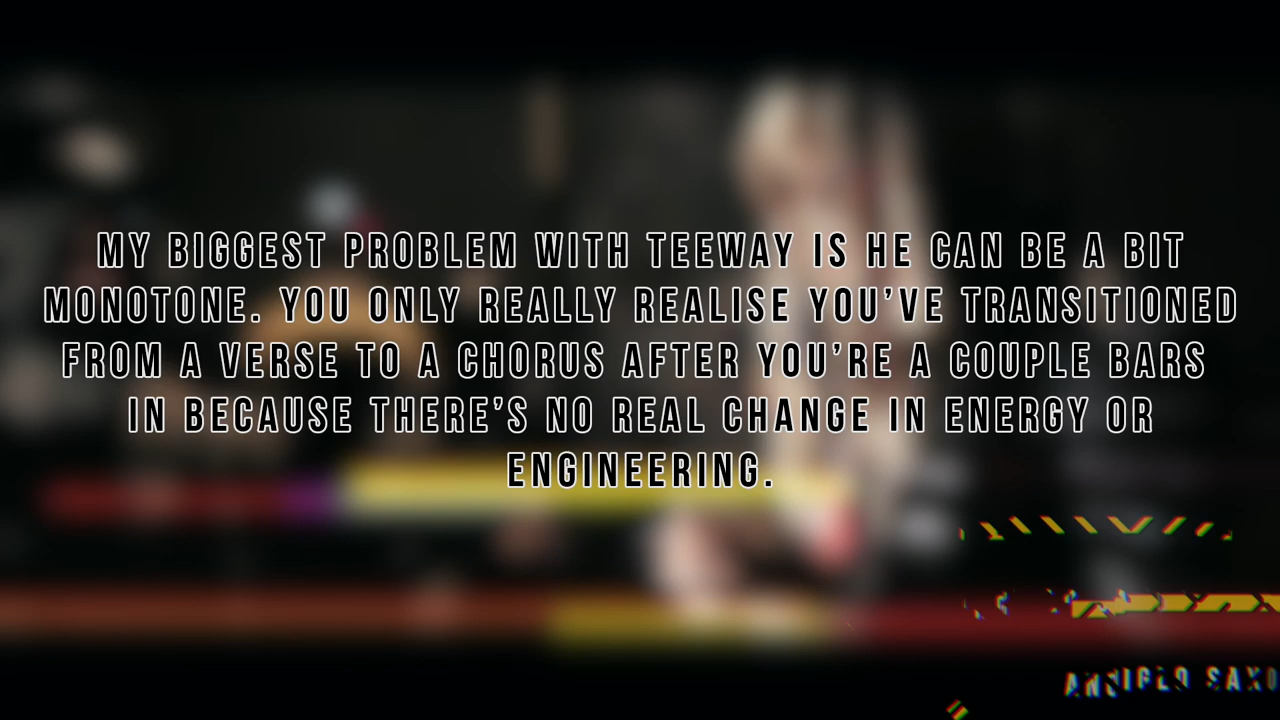 MY BIGGEST PROBLEM WITH TEEWAY IS HE CAN BE A BIT
MONOTONE. YOU ONLY REALLY REALISE YOU'VE TRANSITIONED
FROM A VERSE TO A CHORUS AFTER YOU'RE A COUPLE BARS
IN BECAUSE THERE'S NO REAL CHANGE IN ENERGY OR
ENGINEERING.